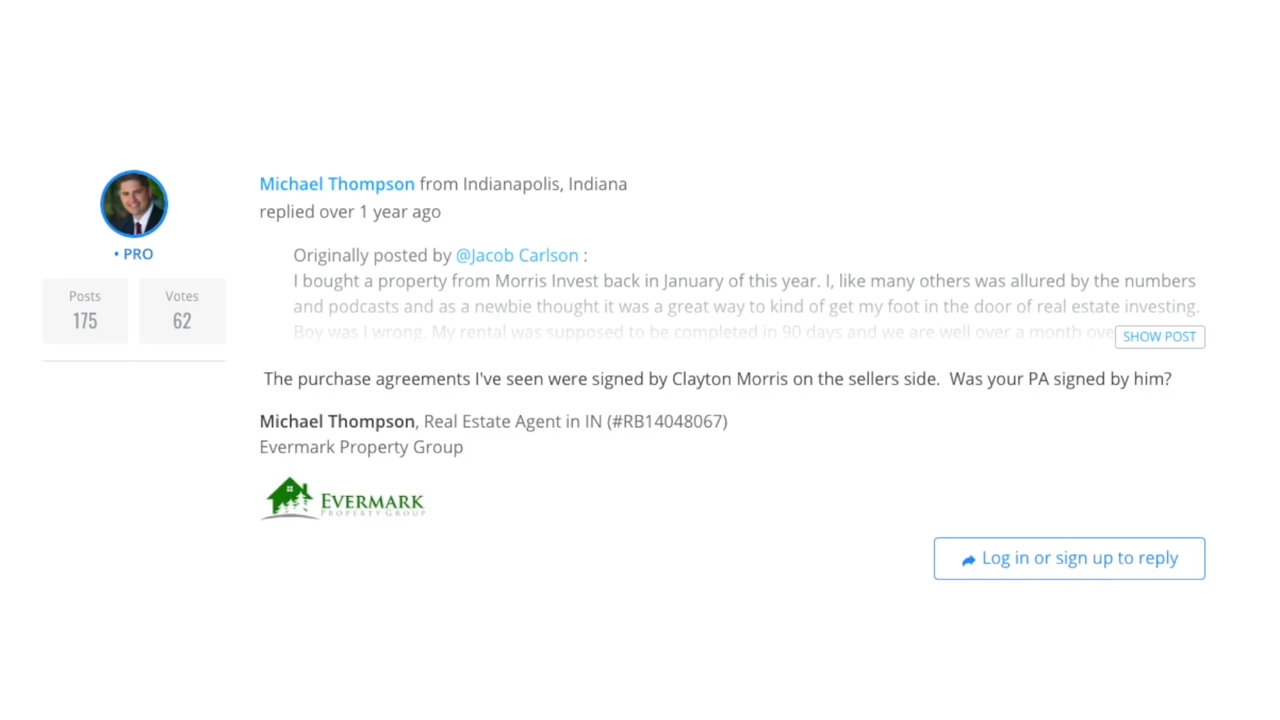 Michael Thompson from Indianapolis, Indiana
replied over 1 year ago
• PRO
Posts
175
Votes
62
Originally posted by @Jacob Carlson :
I bought a property from Morris Invest back in January of this year. I, like many others was allured by the numbers
and podcasts and as a newbie thought it was a great way to kind of get my foot in the door of real estate investing.
Boy was I wrong. My rental was supposed to be completed in 90 days and we are well over a month ove
SHOW POST
The purchase agreements I've seen were signed by Clayton Morris on the sellers side.  Was your PA signed by him?
Michael Thompson, Real Estate Agent in IN (#RB14048067)
Evermark Property Group
EVERMARK
PROPERTY GROUP
Log in or sign up to reply